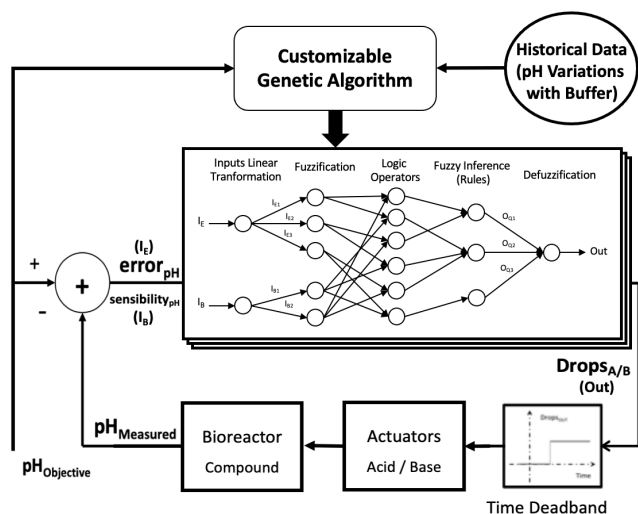 Customizable
Genetic Algorithm
Historical Data
(pH Variations
with Buffer)
Inputs Linear
Tranformation
Fuzzification
Logic
Operators
Fuzzy Inference
(Rules)
Defuzzification
I_E1
I_E2
I_E3
I_E
I_B1
I_B2
I_B
O_Q1
O_Q2
O_Q3
Out
+
-
+
(I_E)
error_pH
sensibility_pH
(I_B)
Drops_A/B
(Out)
pH_Measured
pH_Objective
Bioreactor
Compound
Actuators
Acid / Base
Drops_OUT
Time
Time Deadband